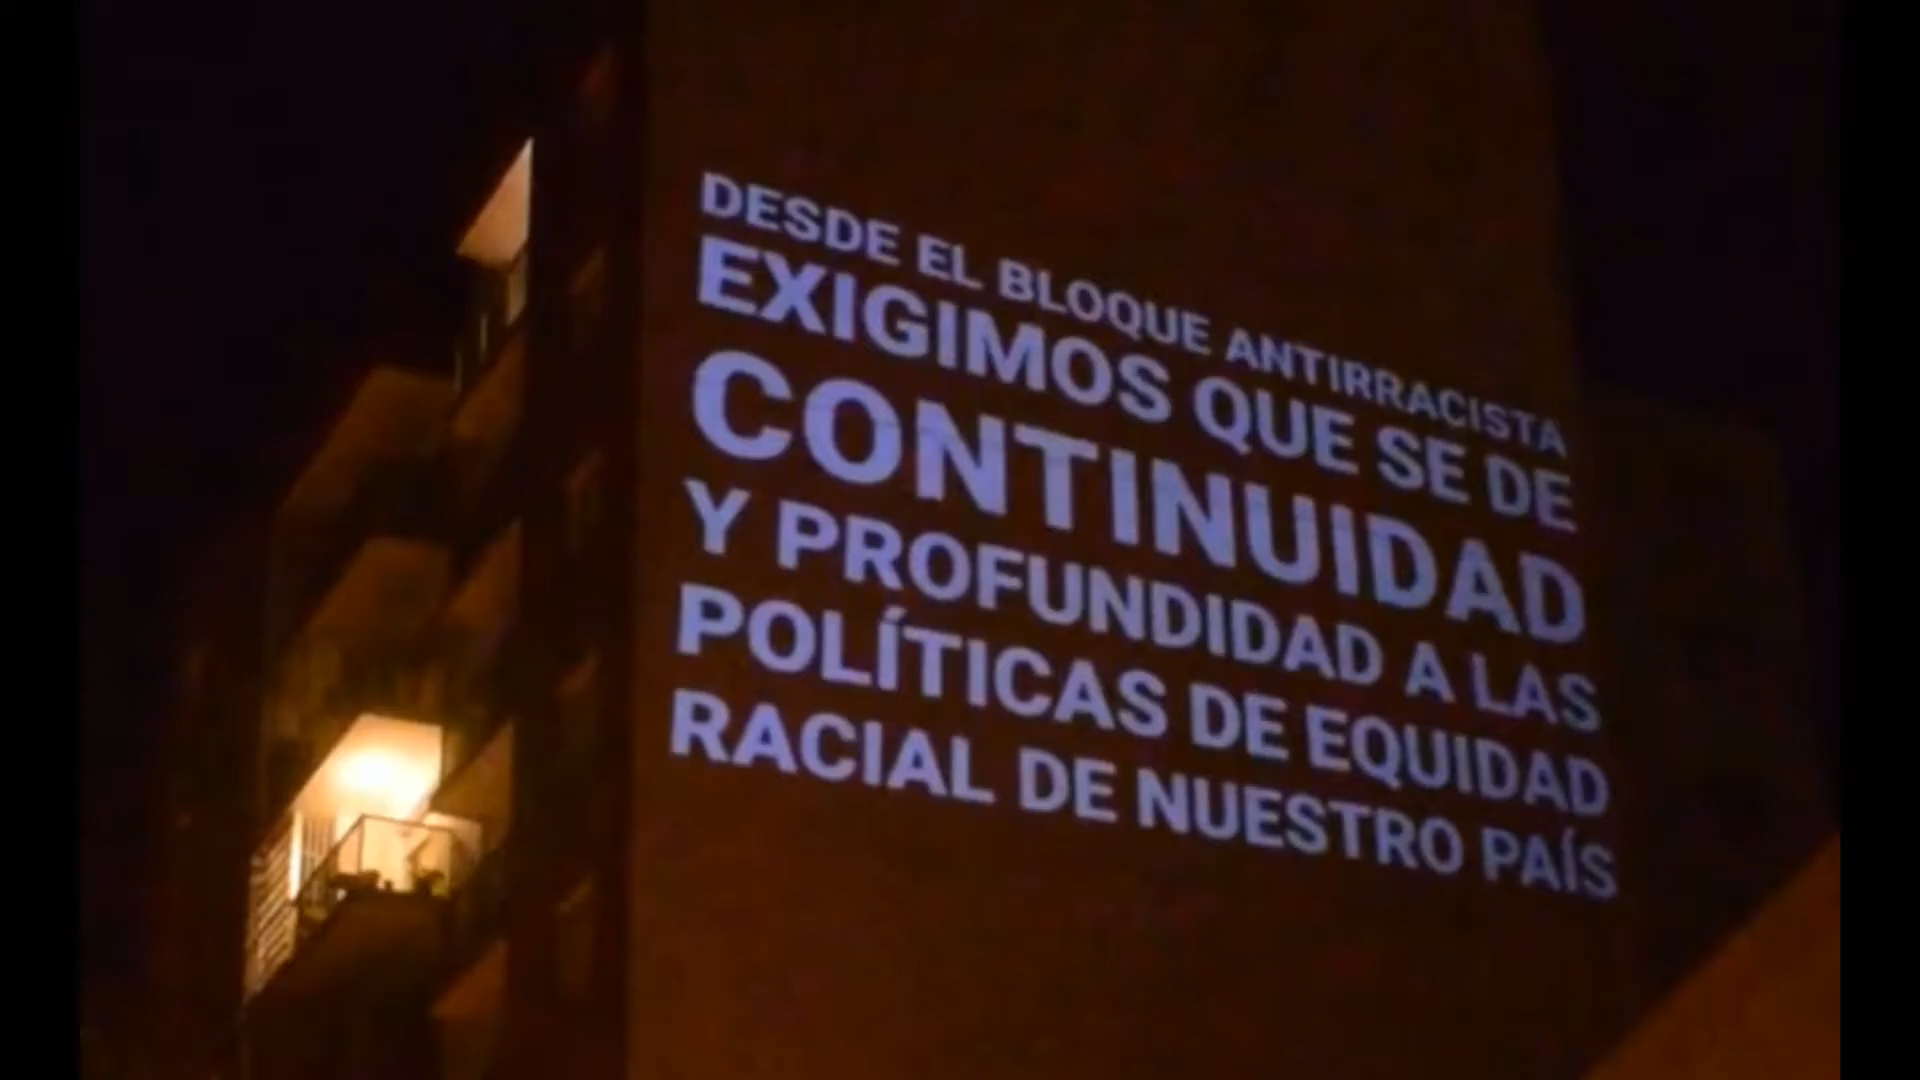 DESDE EL BLOQUE ANTIRRACISTA
EXIGIMOS QUE SE DE
CONTINUIDAD
Y PROFUNDIDAD A LAS
POLÍTICAS DE EQUIDAD
RACIAL DE NUESTRO PAÍS